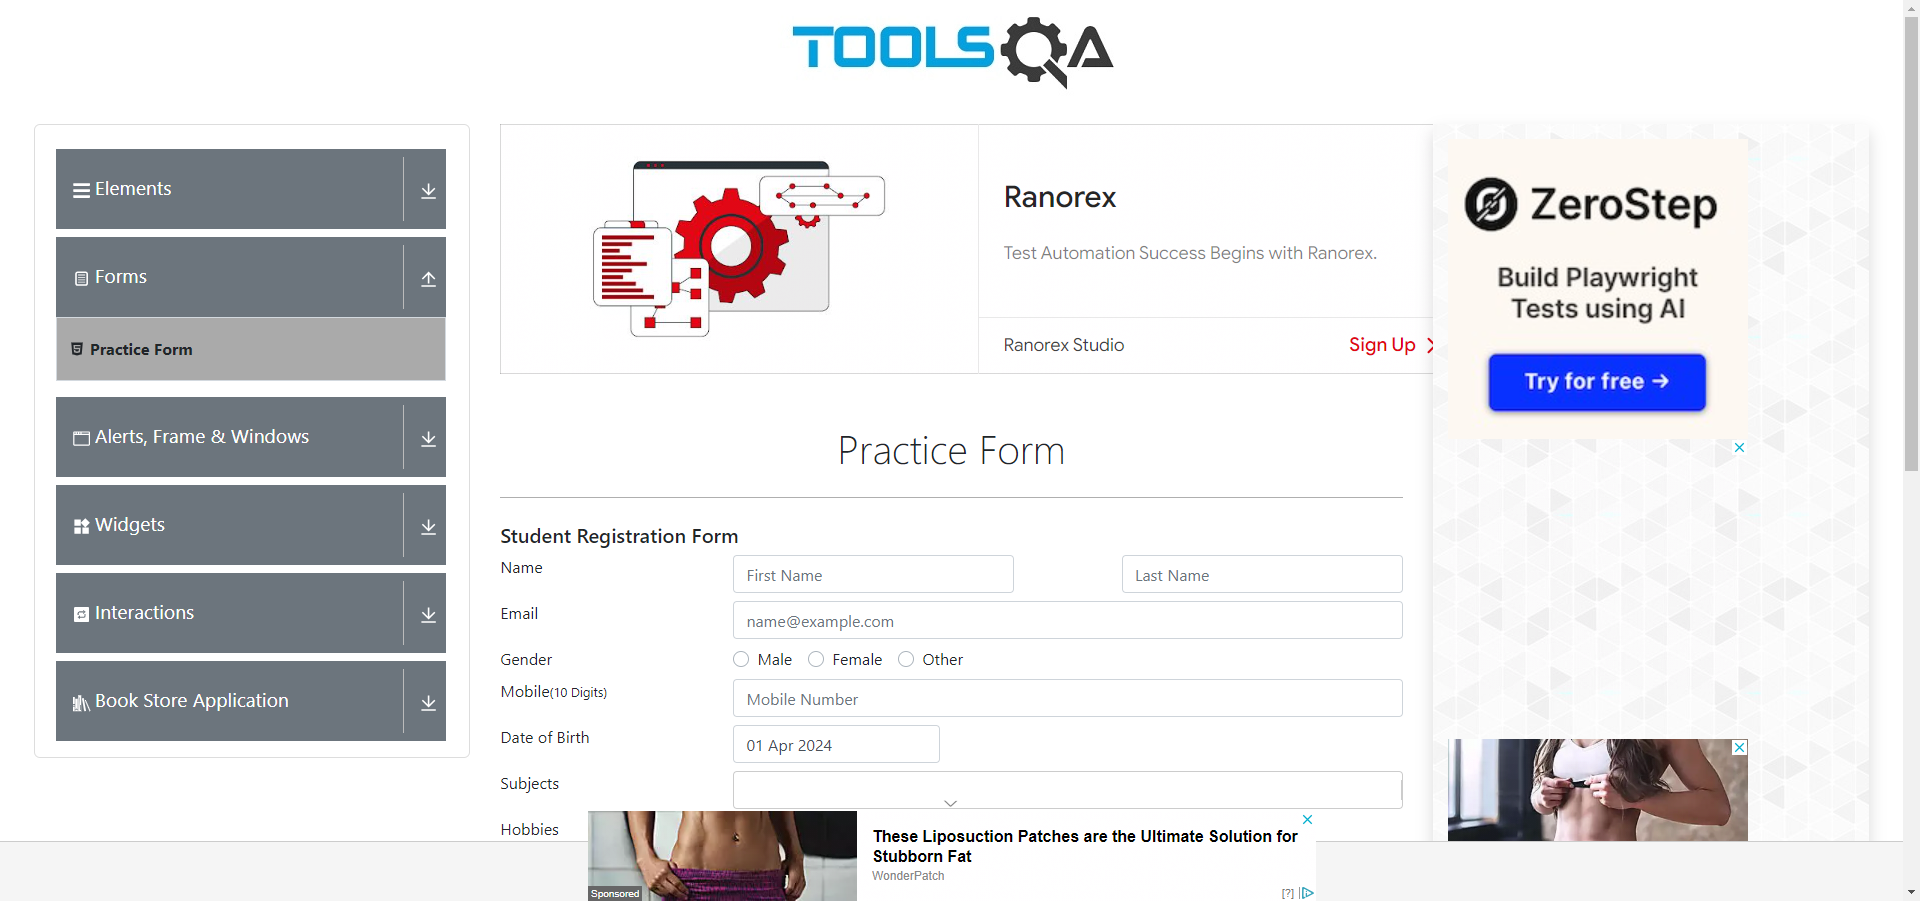 TOOLSQA
Elements
Forms
Practice Form
Alerts, Frame & Windows
Widgets
Interactions
Book Store Application
Ranorex
Test Automation Success Begins with Ranorex.
Ranorex Studio
Sign Up
ZeroStep
Build Playwright
Tests using AI
Try for free →
Practice Form
Student Registration Form
Name
First Name
Last Name
Email
name@example.com
Gender
Male
Female
Other
Mobile(10 Digits)
Mobile Number
Date of Birth
01 Apr 2024
Subjects
Hobbies
Sponsored
These Liposuction Patches are the Ultimate Solution for
Stubborn Fat
WonderPatch
[?]